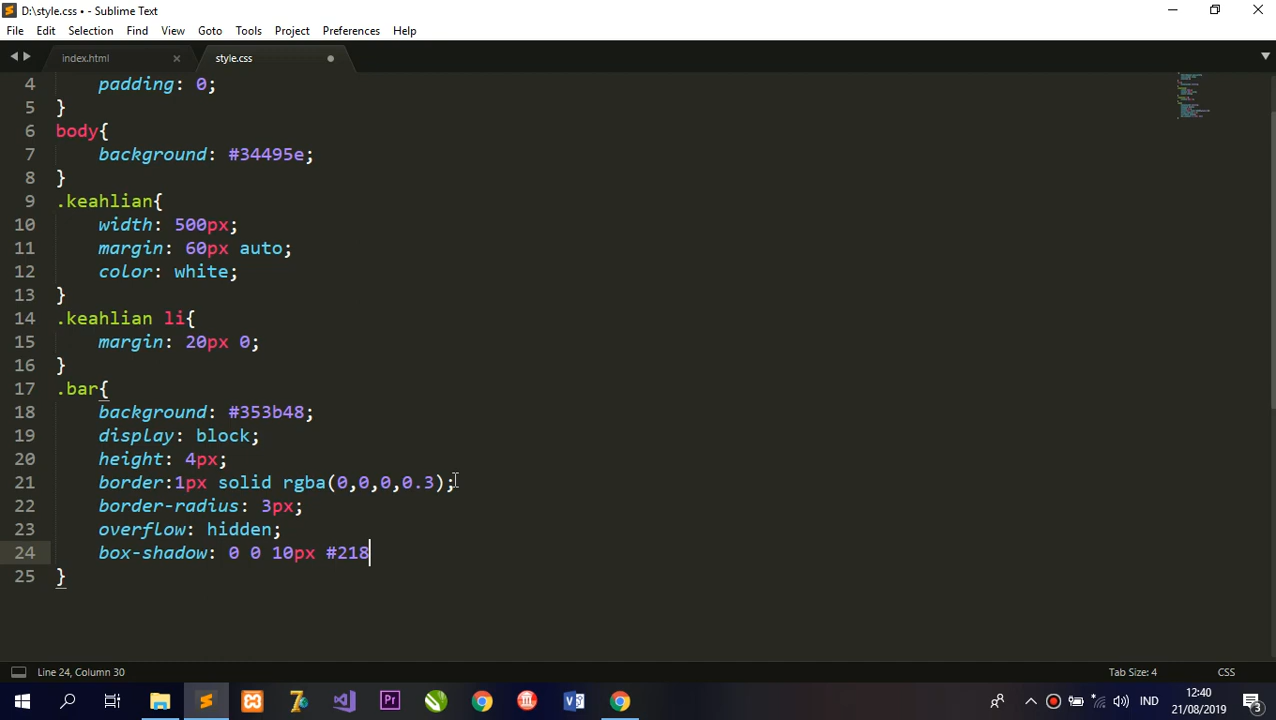 D:\style.css • - Sublime Text
File Edit Selection Find View Goto Tools Project Preferences Help
index.html style.css
4 padding: 0;
5 }
6 body{
7 background: #34495e;
8 }
9 .keahlian{
10 width: 500px;
11 margin: 60px auto;
12 color: white;
13 }
14 .keahlian li{
15 margin: 20px 0;
16 }
17 .bar{
18 background: #353b48;
19 display: block;
20 height: 4px;
21 border:1px solid rgba(0,0,0,0.3);
22 border-radius: 3px;
23 overflow: hidden;
24 box-shadow: 0 0 10px #218
25 }
Line 24, Column 30 Tab Size: 4 CSS
Pr IND 12:40
21/08/2019 3